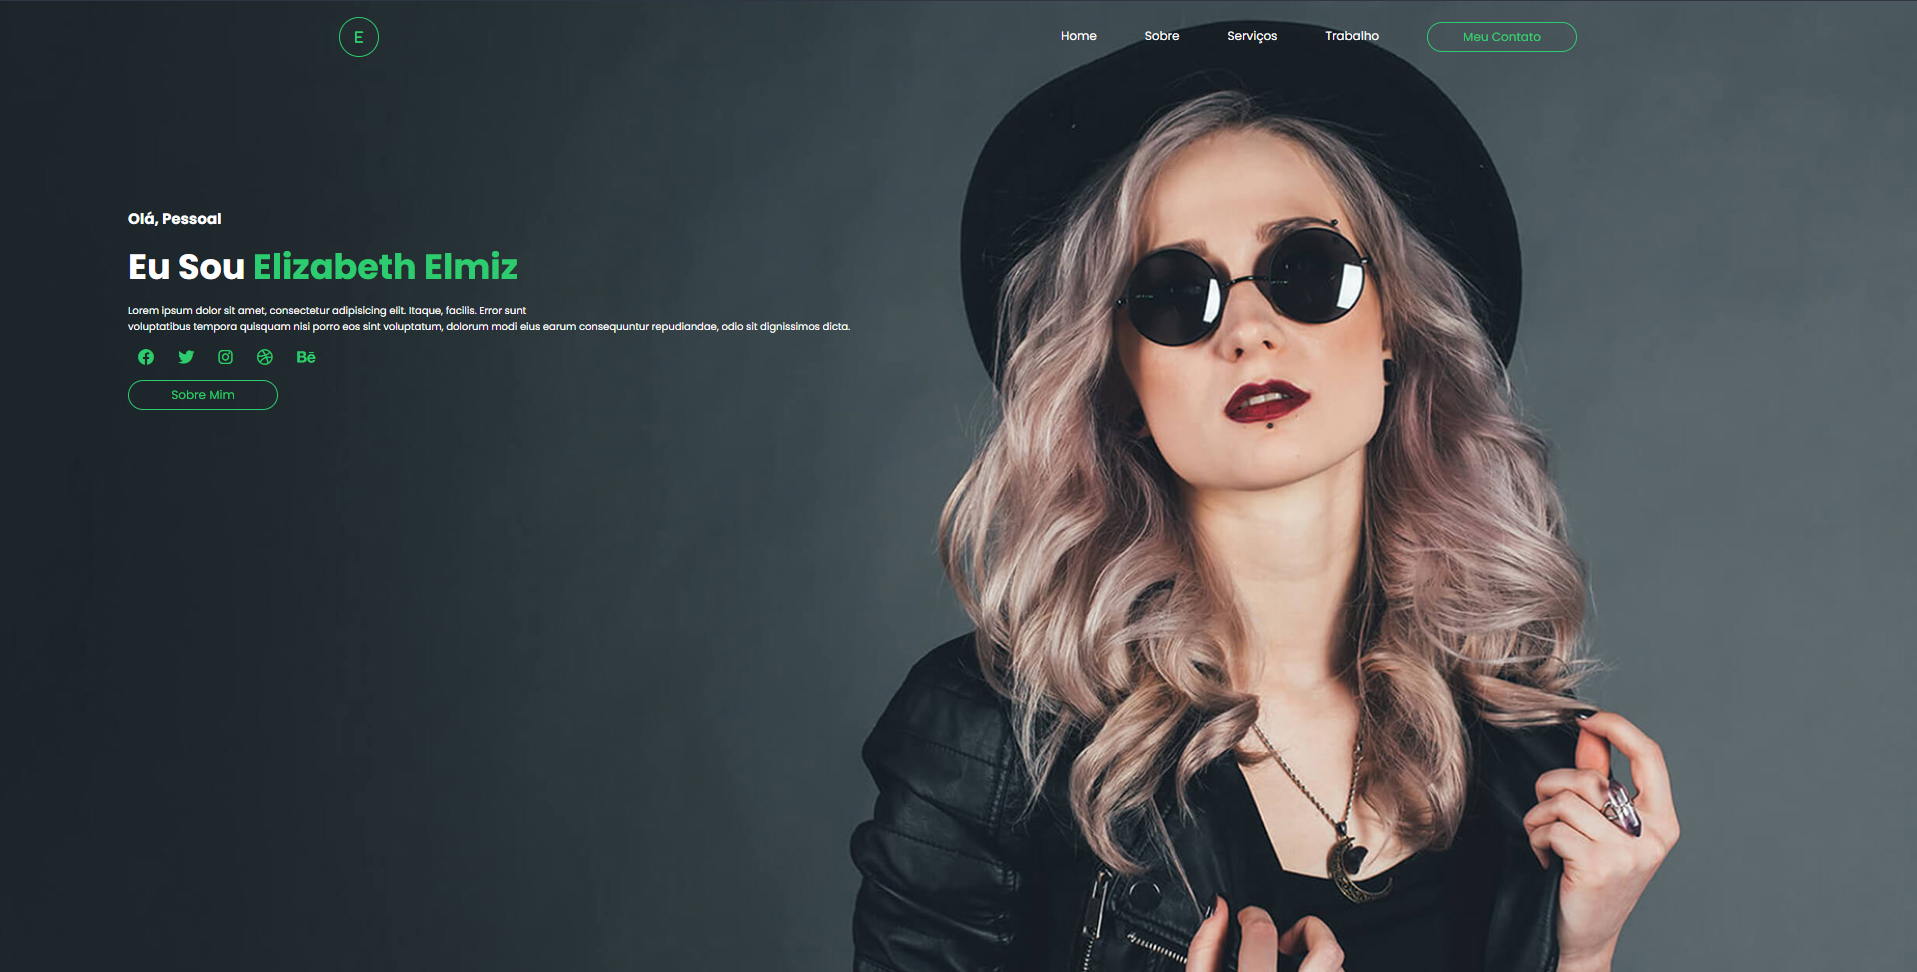 E
Home
Sobre
Serviços
Trabalho
Meu Contato
Olá, Pessoal
Eu Sou Elizabeth Elmiz
Lorem ipsum dolor sit amet, consectetur adipisicing elit. Itaque, facilis. Error sunt
voluptatibus tempora quisquam nisi porro eos sint voluptatum, dolorum modi eius earum consequuntur repudiandae, odio sit dignissimos dicta.
Bē
Sobre Mim